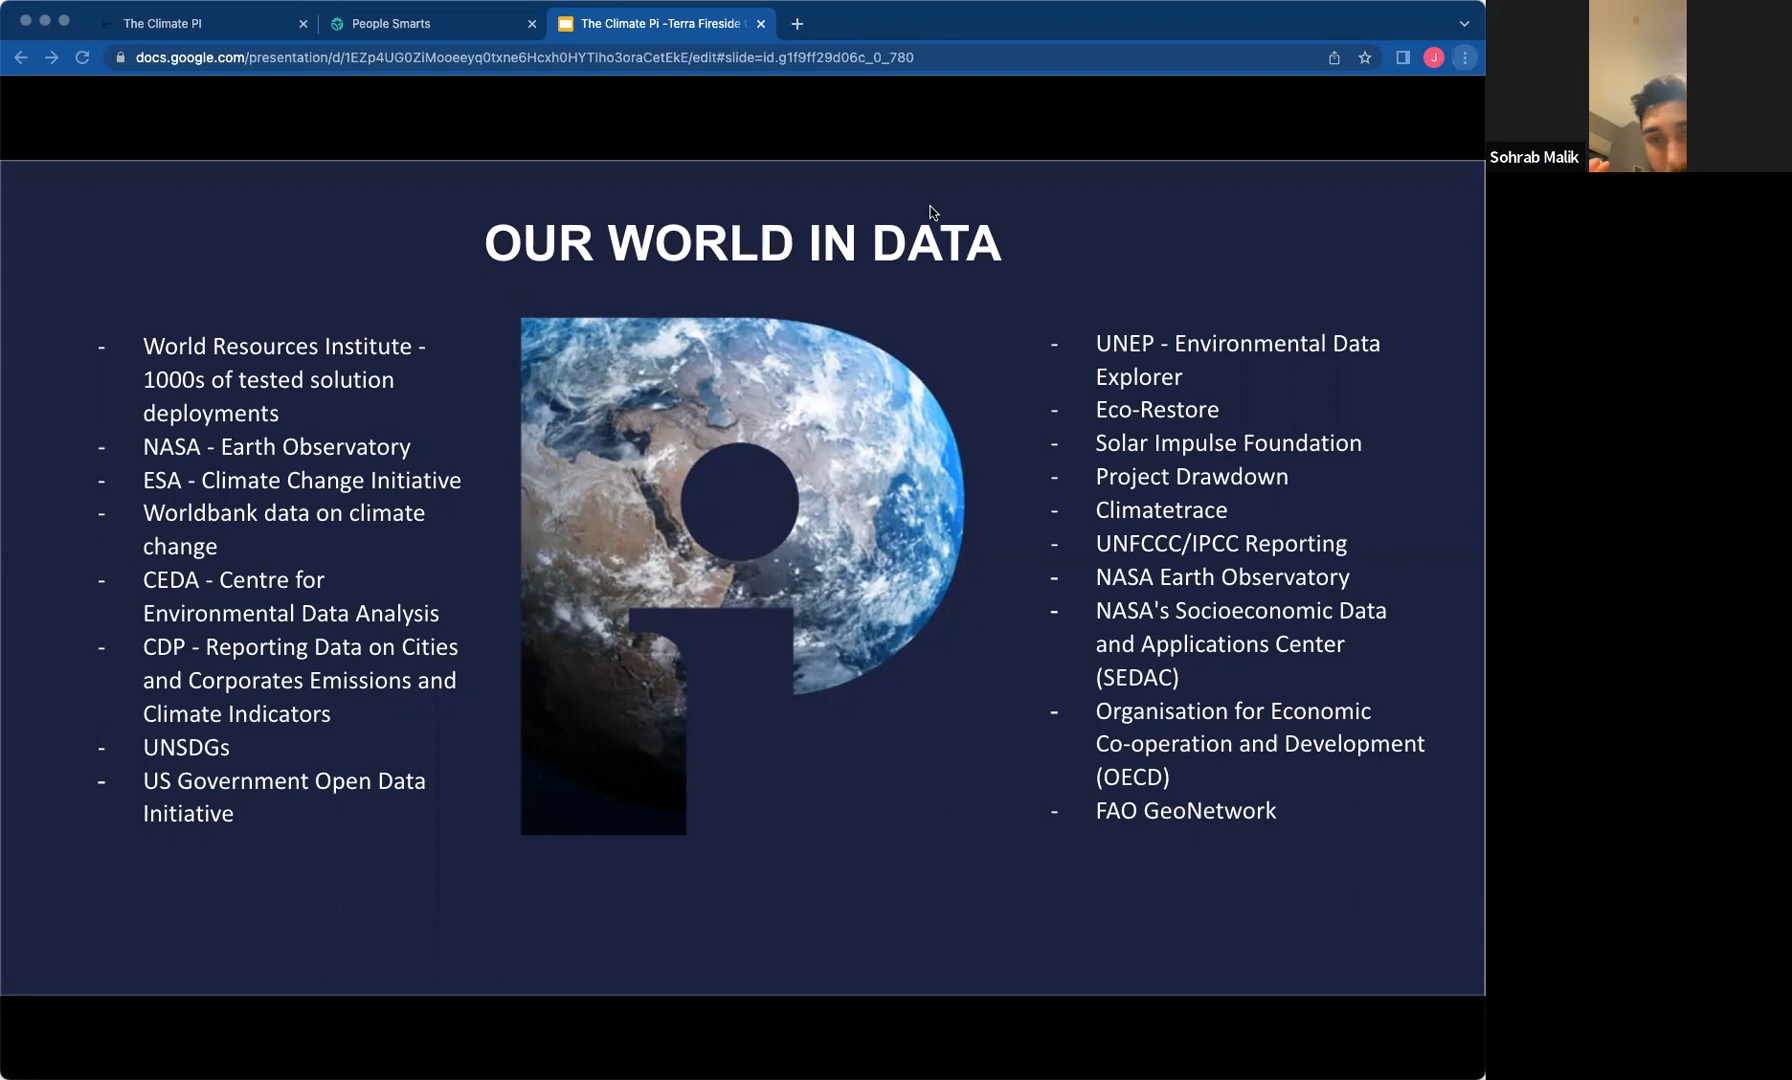 The Climate PI
People Smarts
The Climate Pi -Terra Fireside
docs.google.com/presentation/d/1EZp4UG0ZiMooeeyq0txne6Hcxh0HYTlho3oraCetEkE/edit#slide=id.g1f9ff29d06c_0_780
J
Sohrab Malik
OUR WORLD IN DATA
- World Resources Institute -
1000s of tested solution
deployments
- NASA - Earth Observatory
- ESA - Climate Change Initiative
- Worldbank data on climate
change
- CEDA - Centre for
Environmental Data Analysis
- CDP - Reporting Data on Cities
and Corporates Emissions and
Climate Indicators
- UNSDGs
- US Government Open Data
Initiative
- UNEP - Environmental Data
Explorer
- Eco-Restore
- Solar Impulse Foundation
- Project Drawdown
- Climatetrace
- UNFCCC/IPCC Reporting
- NASA Earth Observatory
- NASA's Socioeconomic Data
and Applications Center
(SEDAC)
- Organisation for Economic
Co-operation and Development
(OECD)
- FAO GeoNetwork